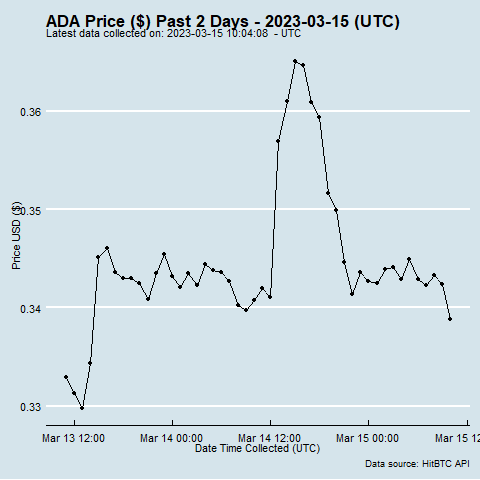 ADA Price ($) Past 2 Days - 2023-03-15 (UTC)
Latest data collected on: 2023-03-15 10:04:08 - UTC
0.36
0.35
0.34
0.33
Price USD ($)
Mar 13 12:00 Mar 14 00:00 Mar 14 12:00 Mar 15 00:00 Mar 15 12
Date Time Collected (UTC)
Data source: HitBTC API